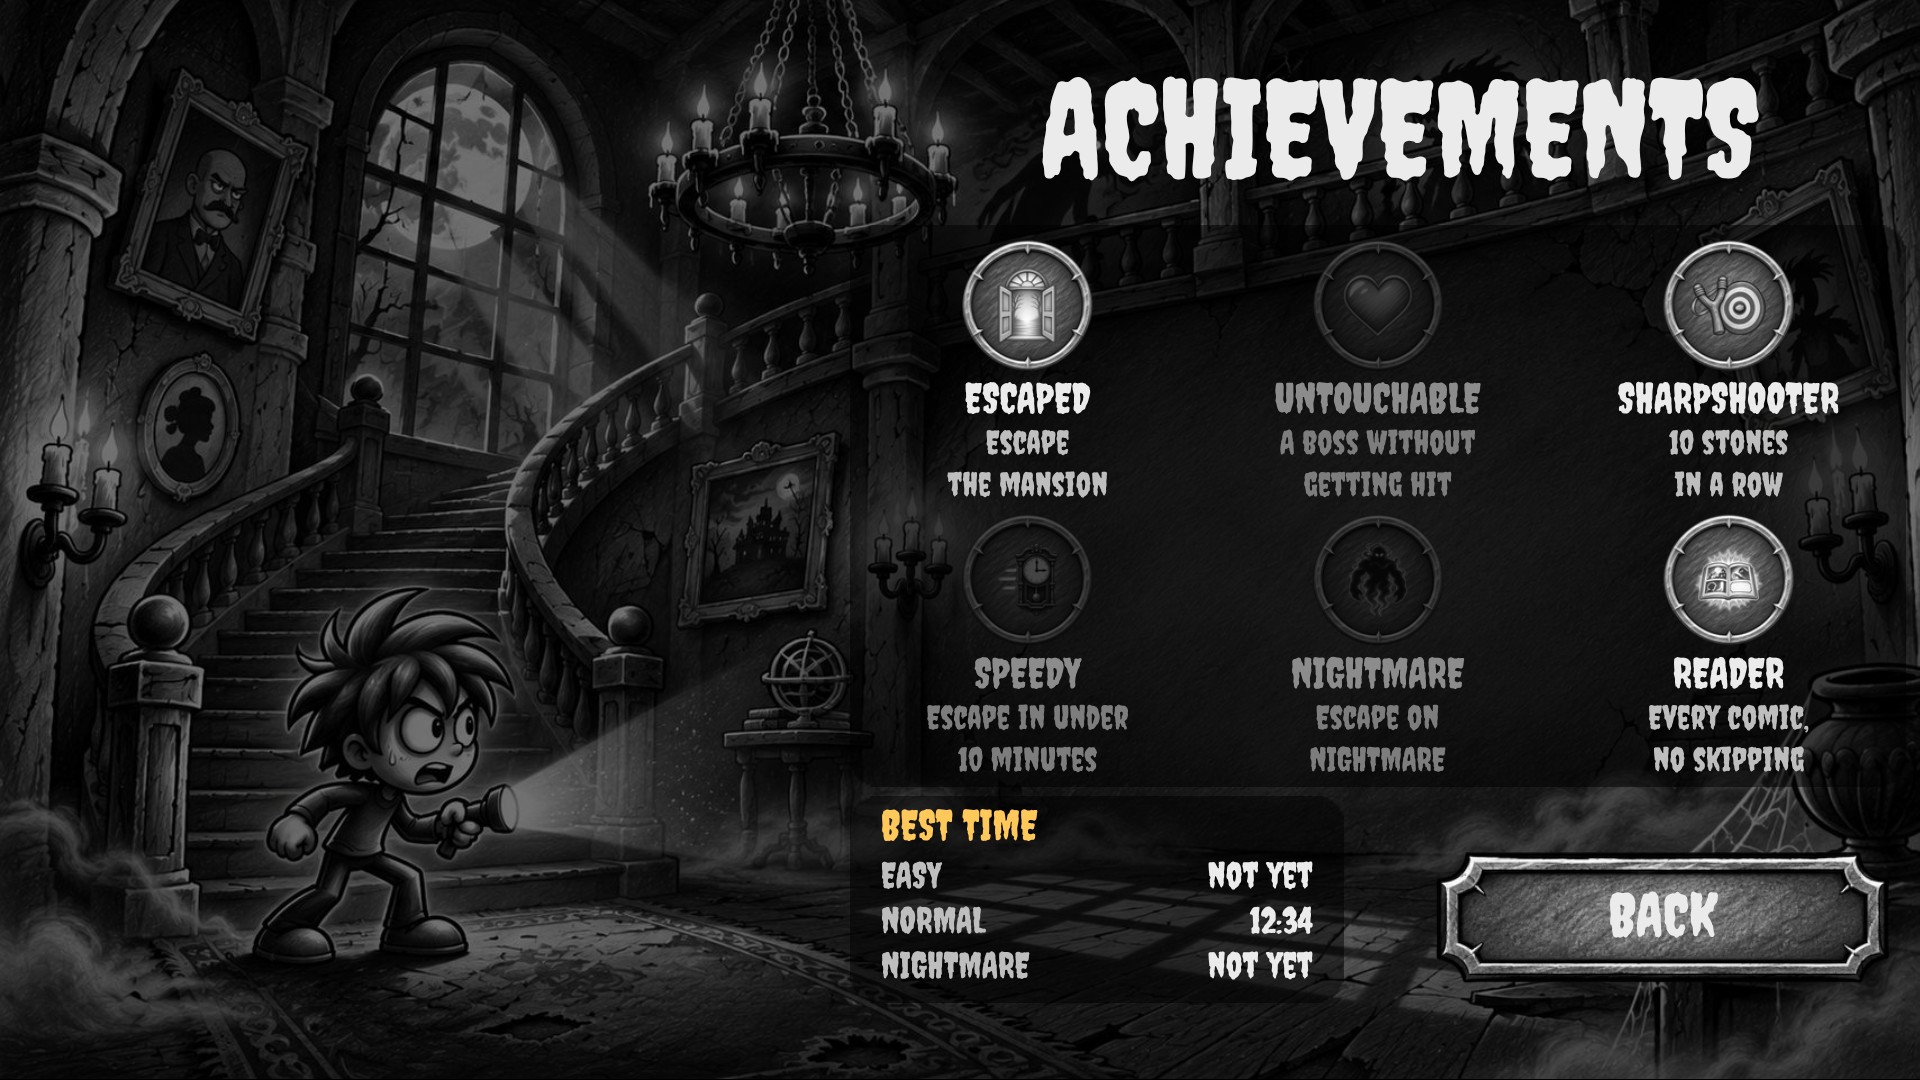 ACHIEVEMENTS
ESCAPED
ESCAPE
THE MANSION
UNTOUCHABLE
A BOSS WITHOUT
GETTING HIT
SHARPSHOOTER
10 STONES
IN A ROW
SPEEDY
ESCAPE IN UNDER
10 MINUTES
NIGHTMARE
ESCAPE ON
NIGHTMARE
READER
EVERY COMIC,
NO SKIPPING
BEST TIME
EASY NOT YET
NORMAL 12:34
NIGHTMARE NOT YET
BACK